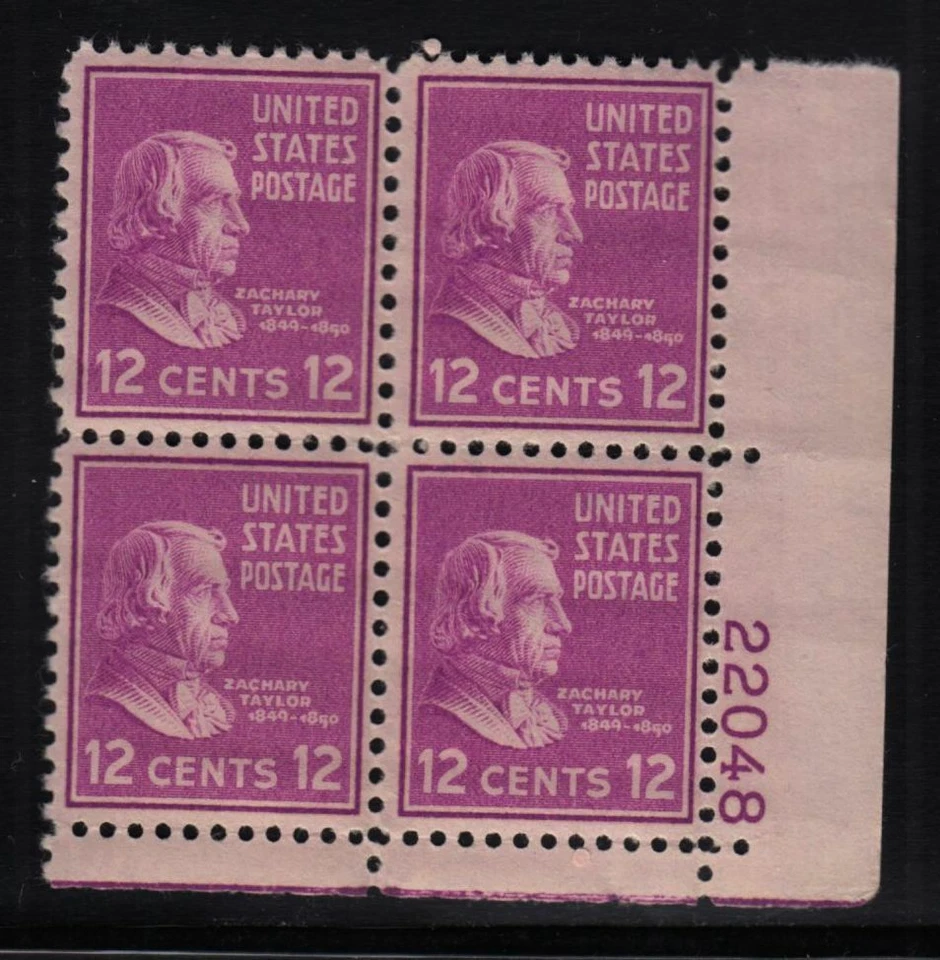 UNITED
STATES
POSTAGE
ZACHARY
TAYLOR
1849-1850
12 CENTS 12
UNITED
STATES
POSTAGE
ZACHARY
TAYLOR
1849-1850
12 CENTS 12
UNITED
STATES
POSTAGE
ZACHARY
TAYLOR
1849-1850
12 CENTS 12
UNITED
STATES
POSTAGE
ZACHARY
TAYLOR
1849-1850
12 CENTS 12
22048